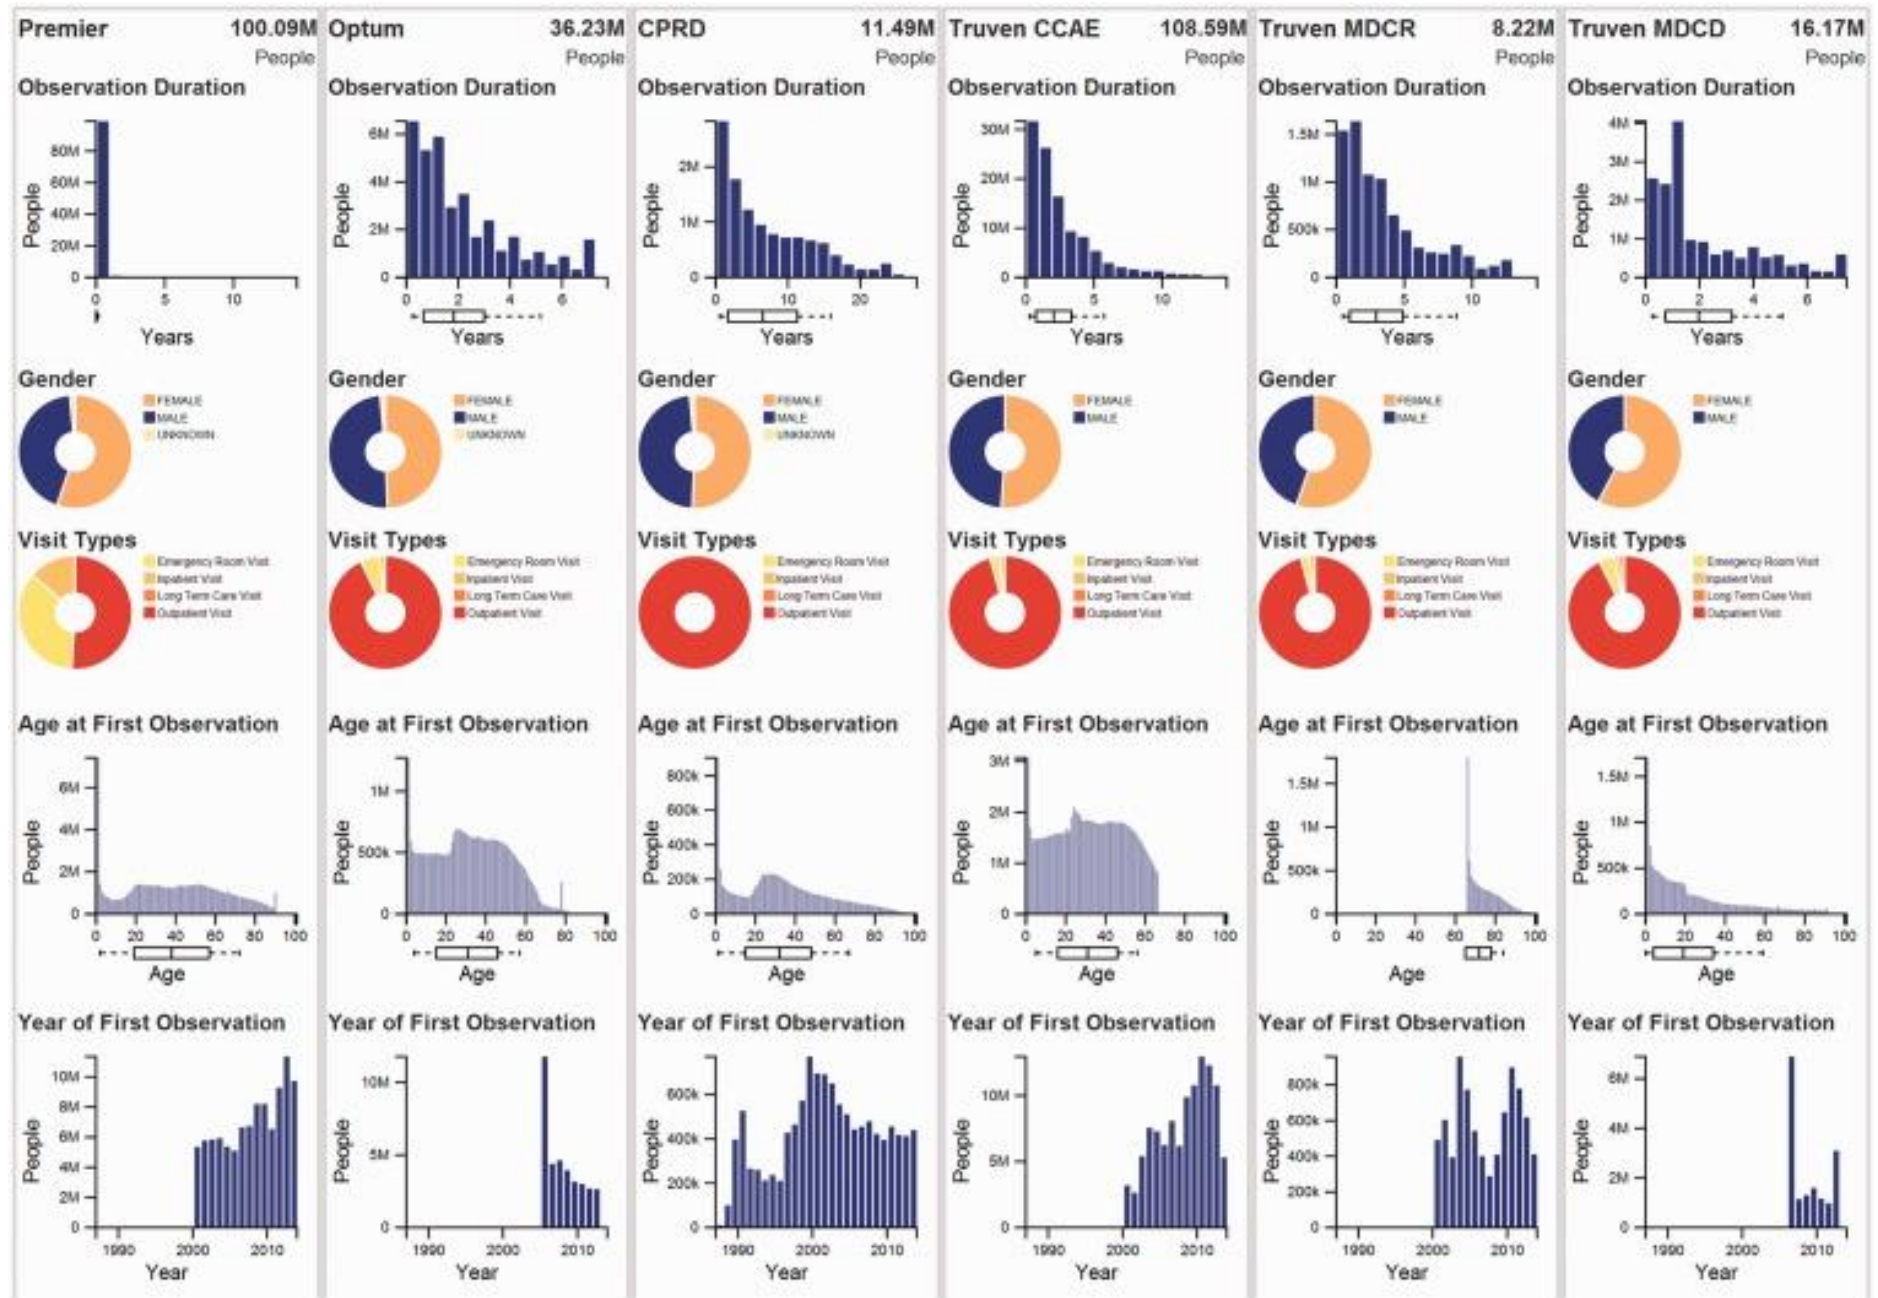 Premier 100.09M
People
Observation Duration
People
80M
60M
40M
20M
0
0 5 10
Years
Gender
FEMALE
MALE
UNKNOWN
Visit Types
Emergency Room Visit
Inpatient Visit
Long Term Care Visit
Outpatient Visit
Age at First Observation
People
6M
4M
2M
0
0 20 40 60 80 100
Age
Year of First Observation
People
10M
8M
6M
4M
2M
0
1990 2000 2010
Year
Optum 36.23M
People
Observation Duration
People
6M
4M
2M
0
0 2 4 6
Years
Gender
FEMALE
MALE
UNKNOWN
Visit Types
Emergency Room Visit
Inpatient Visit
Long Term Care Visit
Outpatient Visit
Age at First Observation
People
1M
500k
0
0 20 40 60 80 100
Age
Year of First Observation
People
10M
5M
0
1990 2000 2010
Year
CPRD 11.49M
People
Observation Duration
People
2M
1M
0
0 10 20
Years
Gender
FEMALE
MALE
UNKNOWN
Visit Types
Emergency Room Visit
Inpatient Visit
Long Term Care Visit
Outpatient Visit
Age at First Observation
People
800k
600k
400k
200k
0
0 20 40 60 80 100
Age
Year of First Observation
People
600k
400k
200k
0
1990 2000 2010
Year
Truven CCAE 108.59M
People
Observation Duration
People
30M
20M
10M
0
0 5 10
Years
Gender
FEMALE
MALE
Visit Types
Emergency Room Visit
Inpatient Visit
Long Term Care Visit
Outpatient Visit
Age at First Observation
People
3M
2M
1M
0
0 20 40 60 80 100
Age
Year of First Observation
People
10M
5M
0
1990 2000 2010
Year
Truven MDCR 8.22M
People
Observation Duration
People
1.5M
1M
500k
0
0 5 10
Years
Gender
FEMALE
MALE
Visit Types
Emergency Room Visit
Inpatient Visit
Long Term Care Visit
Outpatient Visit
Age at First Observation
People
1.5M
1M
500k
0
0 20 40 60 80 100
Age
Year of First Observation
People
800k
600k
400k
200k
0
1990 2000 2010
Year
Truven MDCD 16.17M
People
Observation Duration
People
4M
3M
2M
1M
0
0 2 4 6
Years
Gender
FEMALE
MALE
Visit Types
Emergency Room Visit
Inpatient Visit
Long Term Care Visit
Outpatient Visit
Age at First Observation
People
1.5M
1M
500k
0
0 20 40 60 80 100
Age
Year of First Observation
People
6M
4M
2M
0
1990 2000 2010
Year